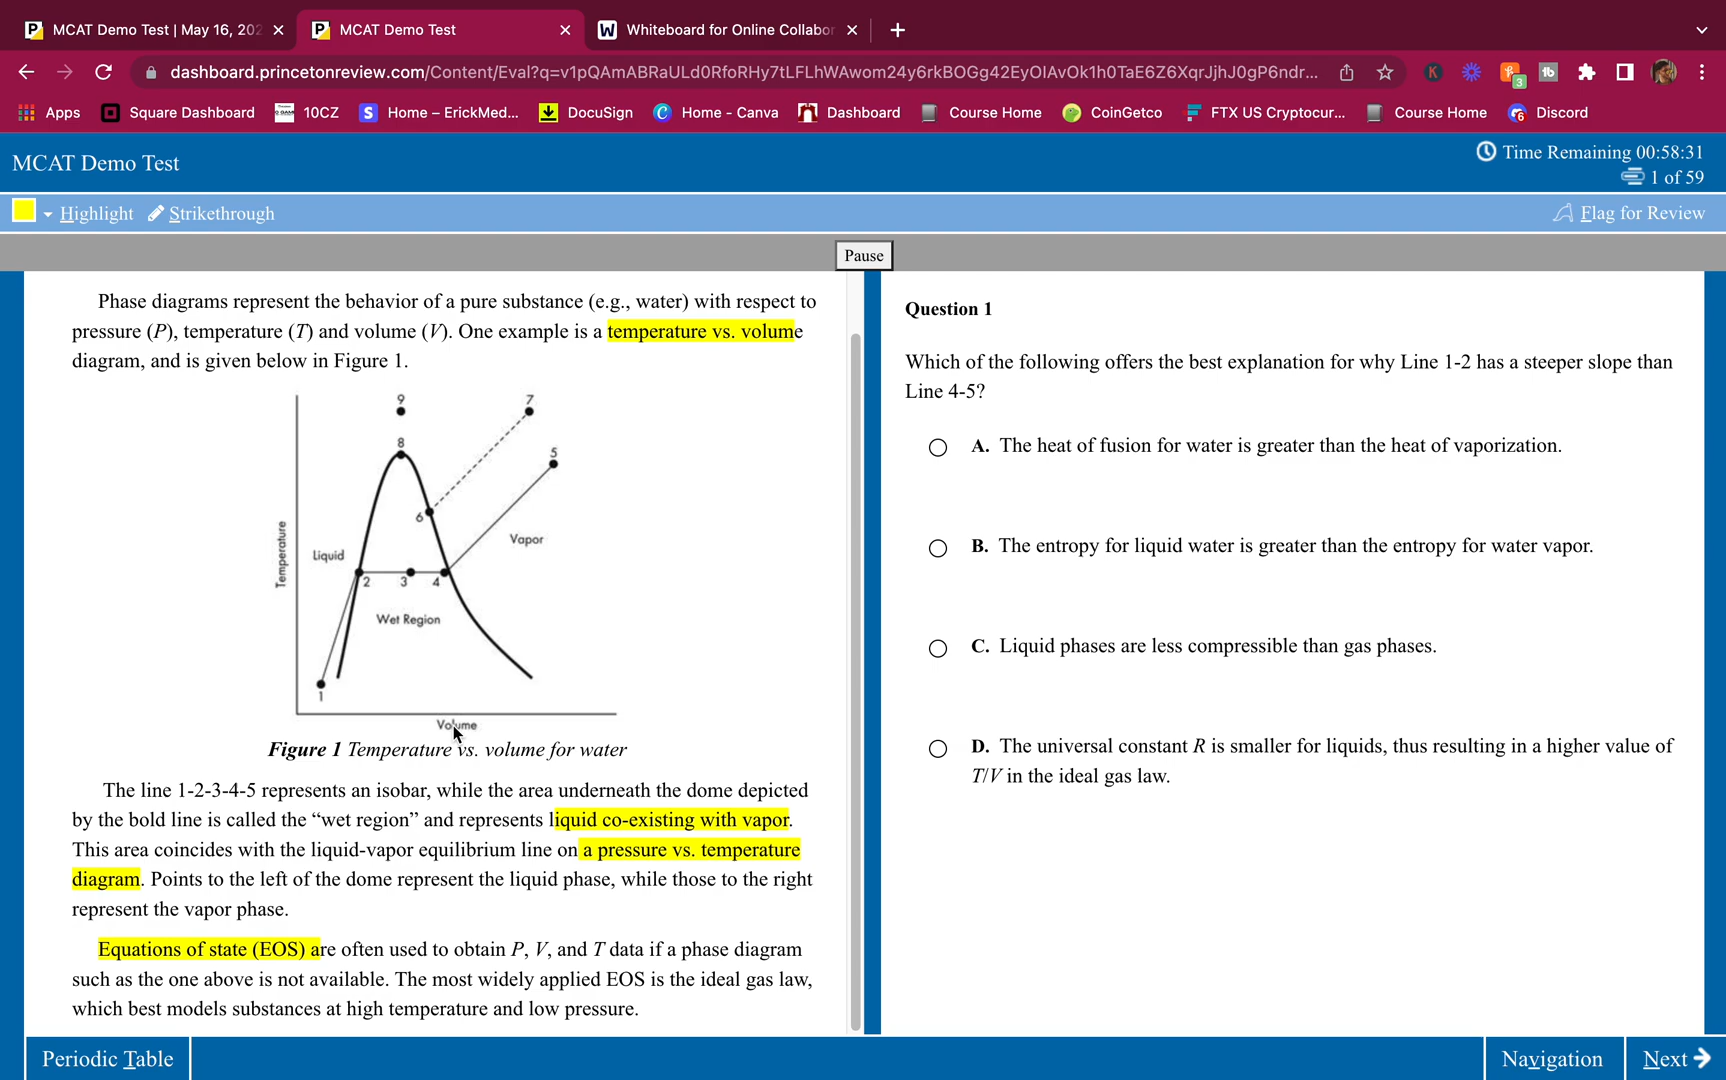 MCAT Demo Test | May 16, 202
MCAT Demo Test
Whiteboard for Online Collabor
dashboard.princetonreview.com/Content/Eval?q=v1pQAmABRaULd0RfoRHy7tLFLhWAwom24y6rkBOGg42EyOIAvOk1h0TaE6Z6XqrJjhJ0gP6ndr...
Apps
Square Dashboard
10CZ
Home – ErickMed...
DocuSign
Home - Canva
Dashboard
Course Home
CoinGetco
FTX US Cryptocur...
Course Home
Discord
MCAT Demo Test
Time Remaining 00:58:31
1 of 59
Highlight
Strikethrough
Flag for Review
Pause
Phase diagrams represent the behavior of a pure substance (e.g., water) with respect to
pressure (P), temperature (T) and volume (V). One example is a temperature vs. volume
diagram, and is given below in Figure 1.
9
7
8
5
6
Vapor
Liquid
Temperature
2
3
4
Wet Region
1
Volume
Figure 1 Temperature vs. volume for water
The line 1-2-3-4-5 represents an isobar, while the area underneath the dome depicted
by the bold line is called the “wet region” and represents liquid co-existing with vapor.
This area coincides with the liquid-vapor equilibrium line on a pressure vs. temperature
diagram. Points to the left of the dome represent the liquid phase, while those to the right
represent the vapor phase.
Equations of state (EOS) are often used to obtain P, V, and T data if a phase diagram
such as the one above is not available. The most widely applied EOS is the ideal gas law,
which best models substances at high temperature and low pressure.
Question 1
Which of the following offers the best explanation for why Line 1-2 has a steeper slope than
Line 4-5?
A. The heat of fusion for water is greater than the heat of vaporization.
B. The entropy for liquid water is greater than the entropy for water vapor.
C. Liquid phases are less compressible than gas phases.
D. The universal constant R is smaller for liquids, thus resulting in a higher value of
T/V in the ideal gas law.
Periodic Table
Navigation
Next